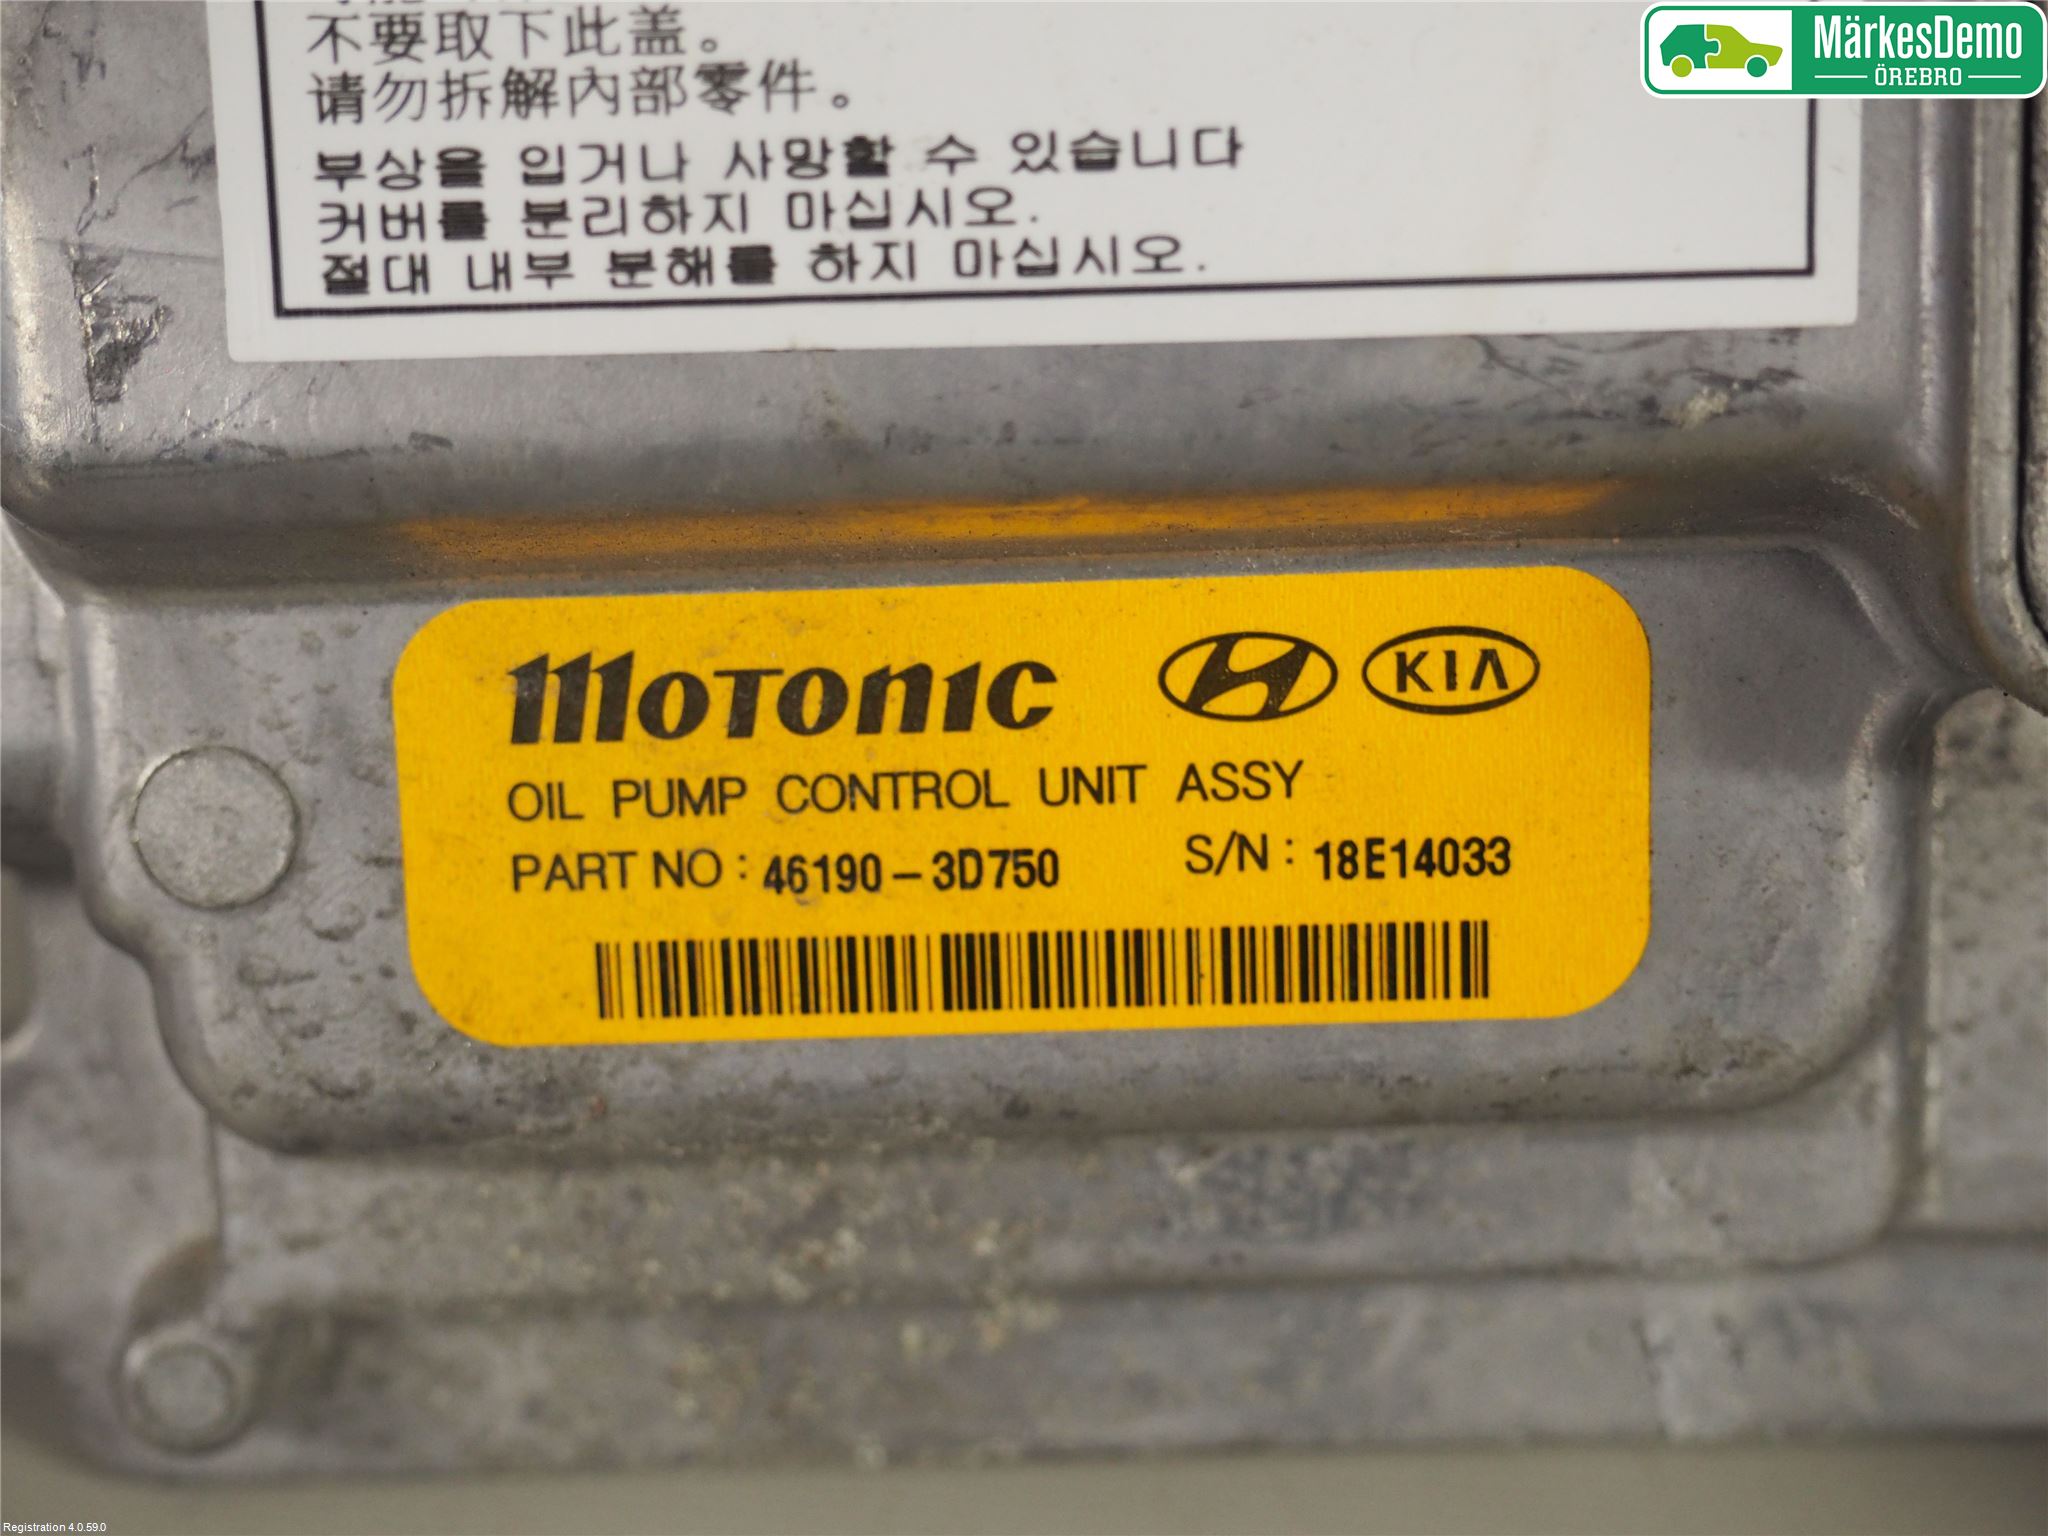 不要取下此盖。
请勿拆解内部零件。
부상을 입거나 사망할 수 있습니다
커버를 분리하지 마십시오.
절대 내부 분해를 하지 마십시오.
MOTONIC
KIA
OIL PUMP CONTROL UNIT ASSY
PART NO : 46190-3D750 S/N : 18E14033
MärkesDemo
ÖREBRO
Registration 4.0.59.0